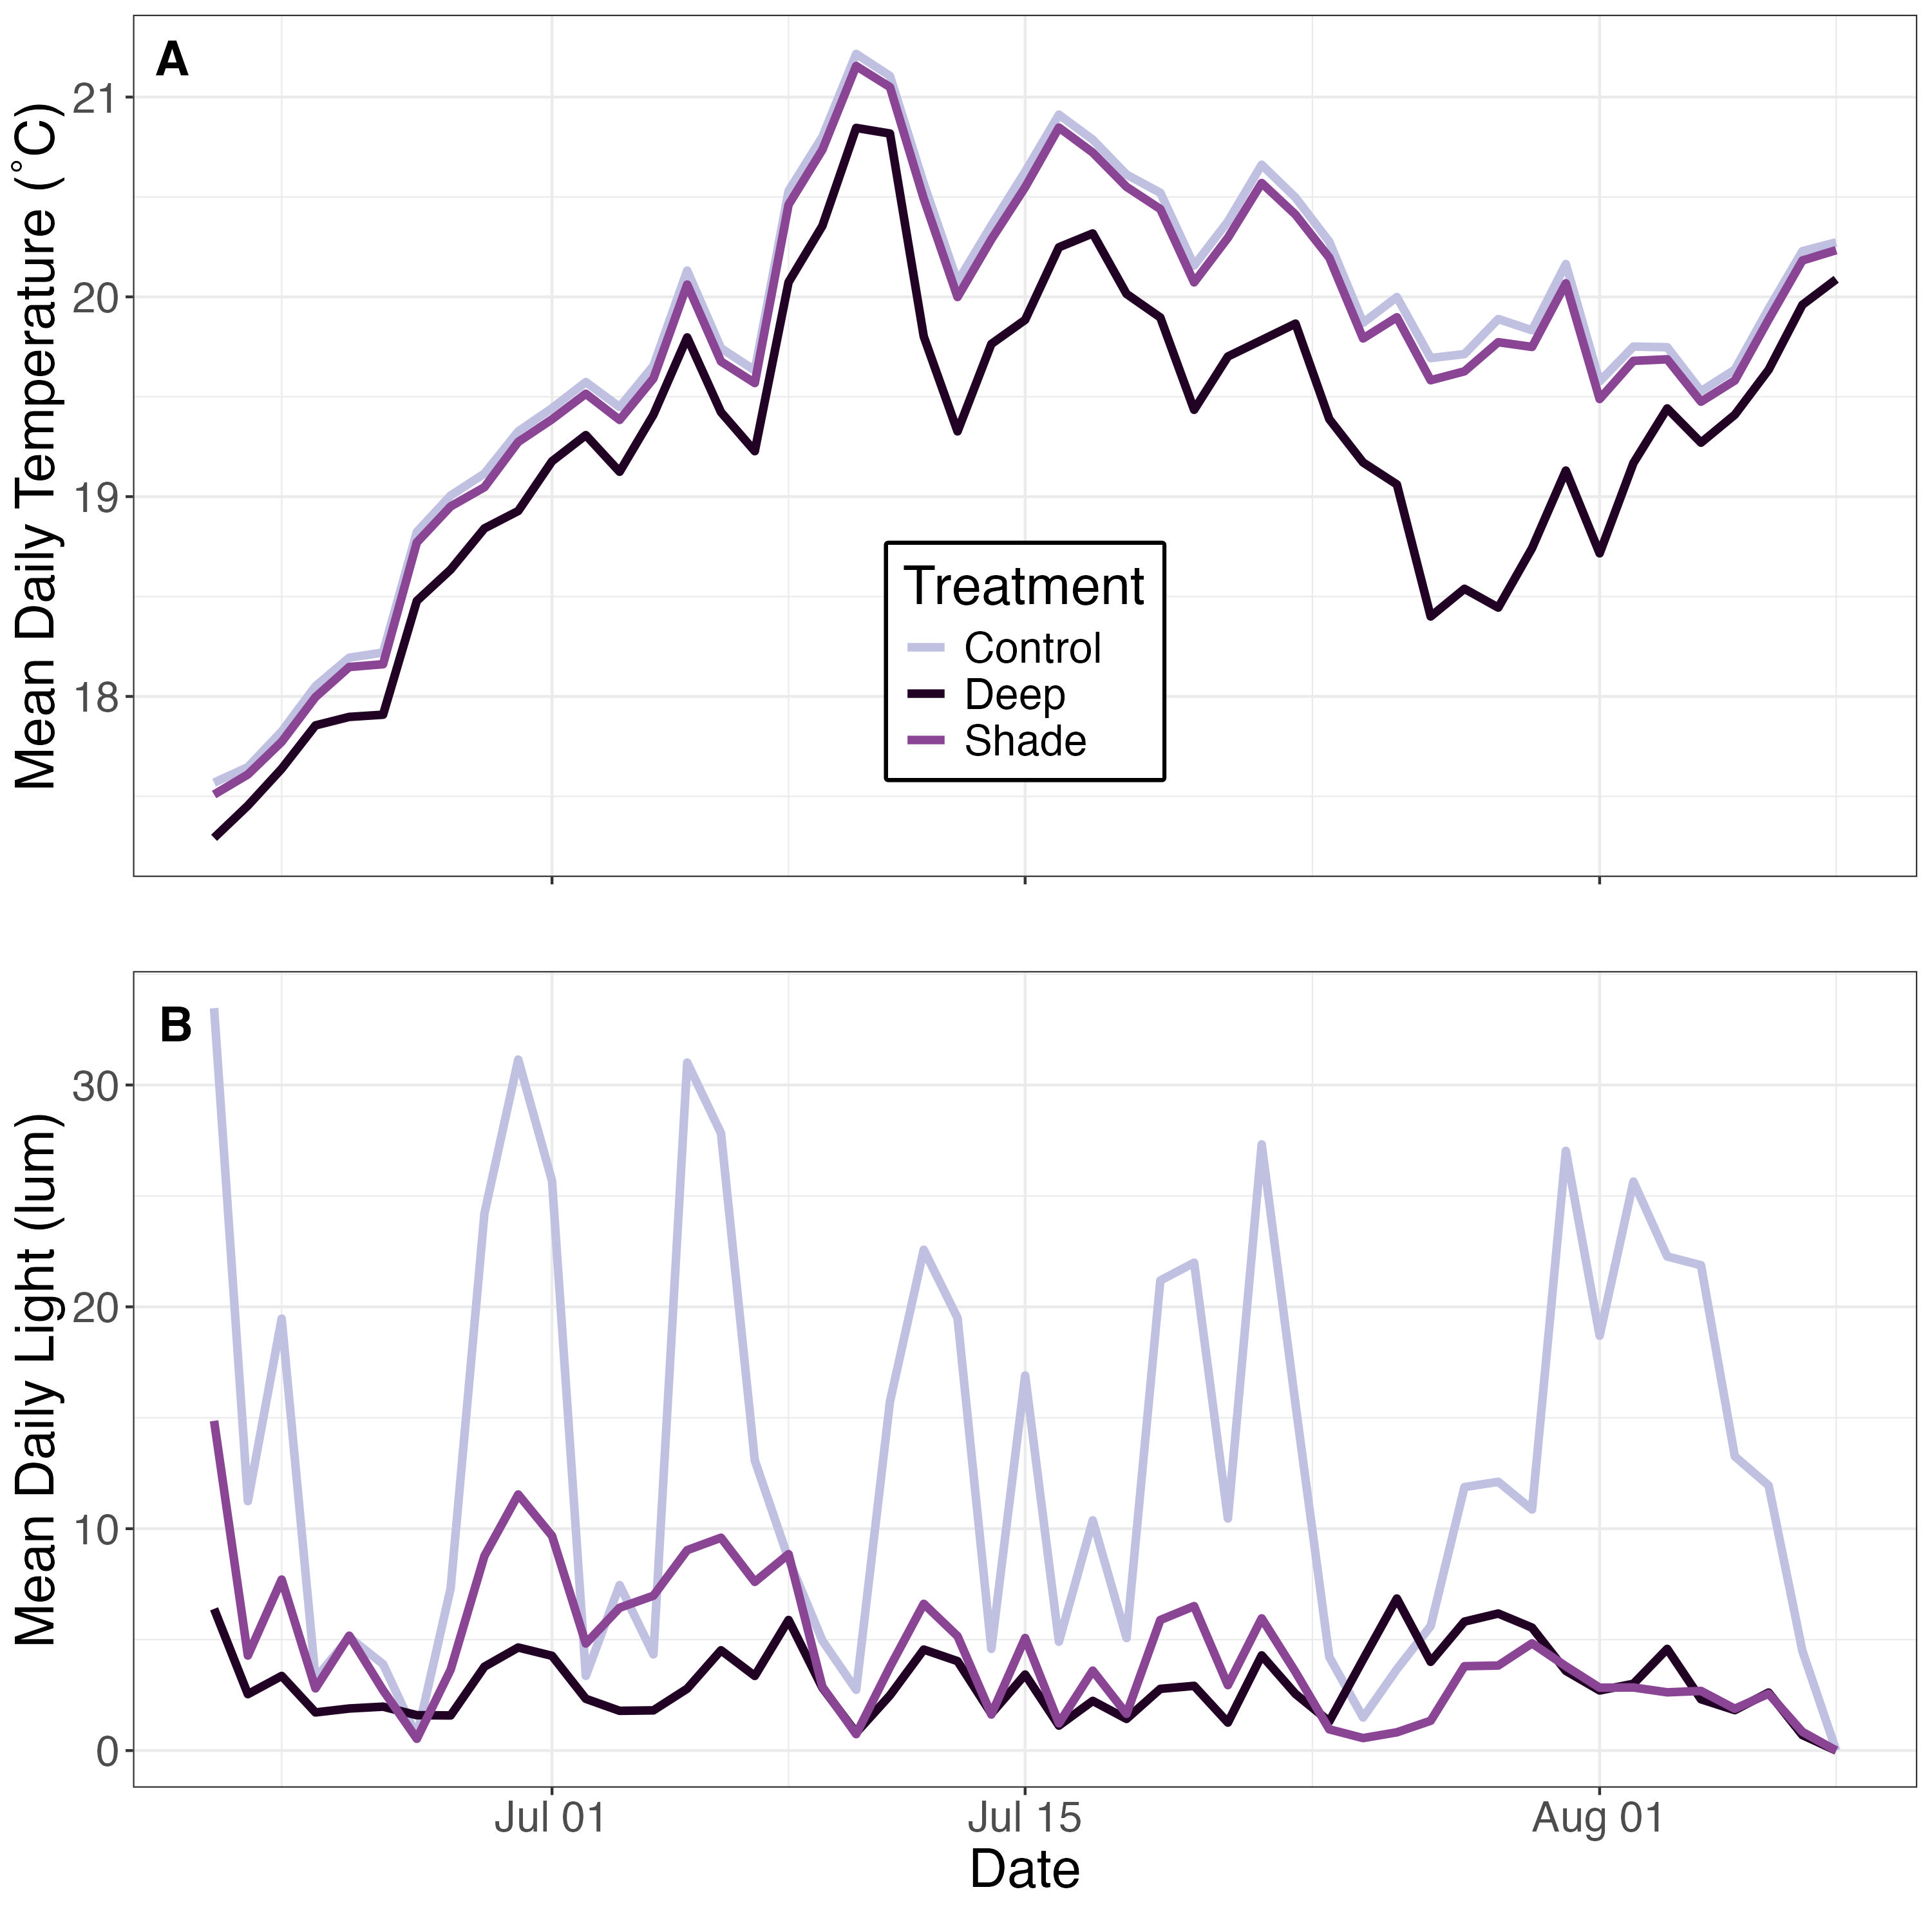 A
Mean Daily Temperature (°C)
21
20
19
18
Treatment
Control
Deep
Shade
B
Mean Daily Light (lum)
30
20
10
0
Jul 01
Jul 15
Aug 01
Date